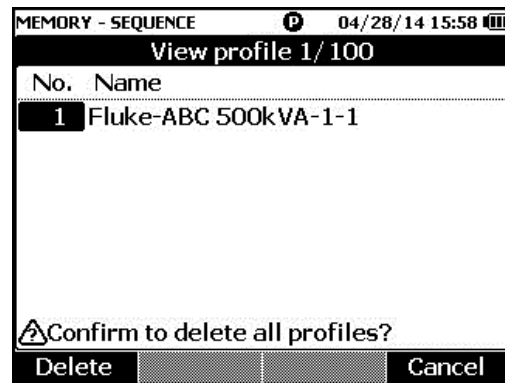 MEMORY - SEQUENCE P 04/28/14 15:58
View profile 1/100
No. Name
1 Fluke-ABC 500kVA-1-1
Confirm to delete all profiles?
Delete Cancel